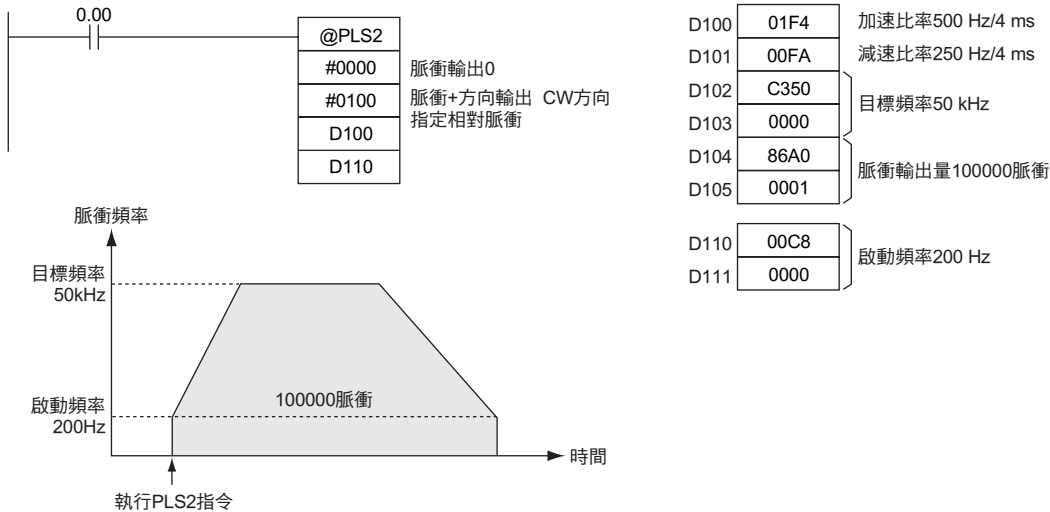 0.00
@PLS2
#0000 脈衝輸出0
#0100 脈衝+方向輸出 CW方向
指定相對脈衝
D100
D110
D100 01F4 加速比率500 Hz/4 ms
D101 00FA 減速比率250 Hz/4 ms
D102 C350
目標頻率50 kHz
D103 0000
D104 86A0
脈衝輸出量100000脈衝
D105 0001
D110 00C8
啟動頻率200 Hz
D111 0000
脈衝頻率
目標頻率
50kHz
啟動頻率
200Hz
100000脈衝
時間
執行PLS2指令